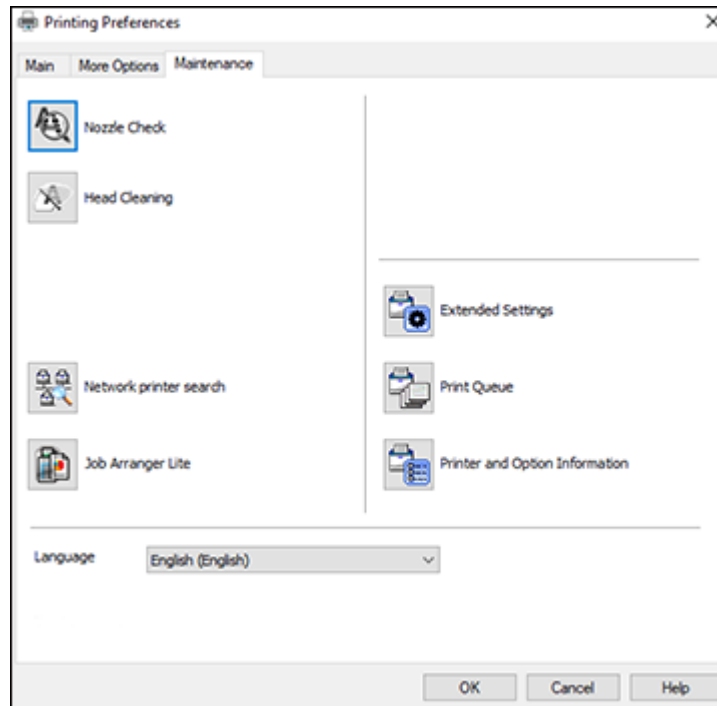 Printing Preferences
Main More Options Maintenance
Nozzle Check
Head Cleaning
Extended Settings
Network printer search
Print Queue
Job Arranger Lite
Printer and Option Information
Language English (English)
OK Cancel Help